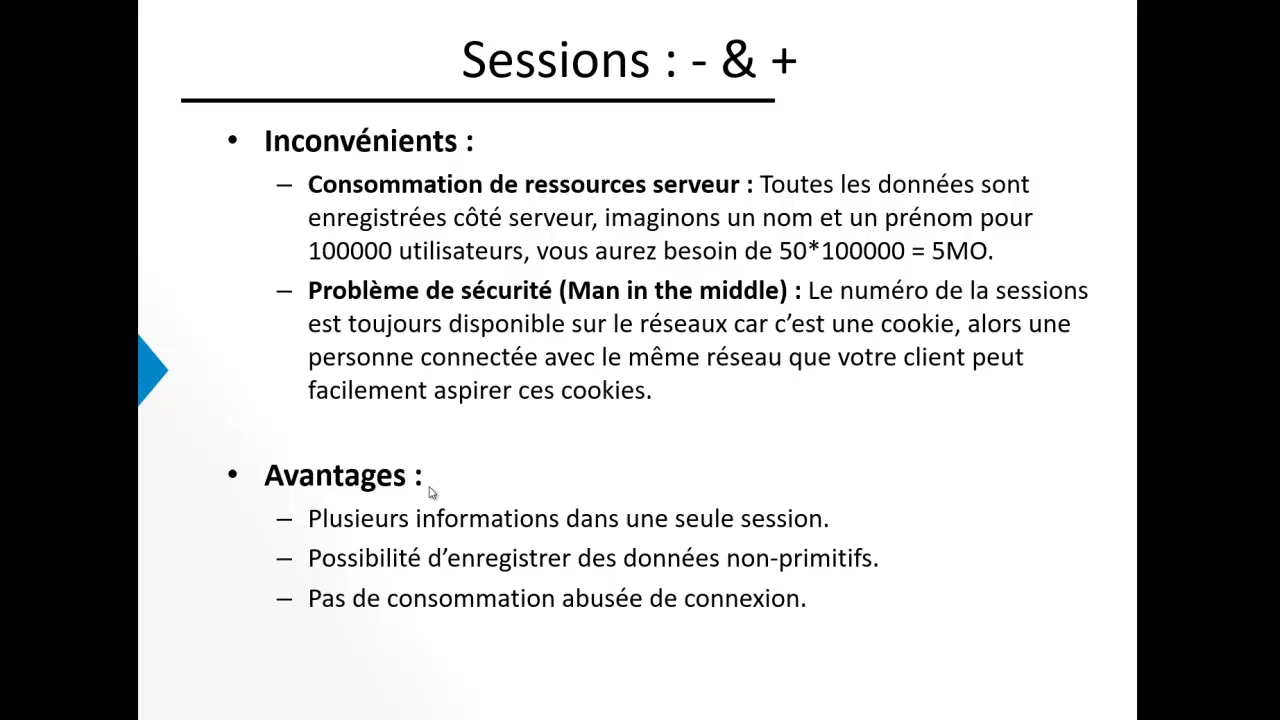 Sessions : - & +
• Inconvénients :
– Consommation de ressources serveur : Toutes les données sont
enregistrées côté serveur, imaginons un nom et un prénom pour
100000 utilisateurs, vous aurez besoin de 50*100000 = 5MO.
– Problème de sécurité (Man in the middle) : Le numéro de la sessions
est toujours disponible sur le réseaux car c’est une cookie, alors une
personne connectée avec le même réseau que votre client peut
facilement aspirer ces cookies.
• Avantages :
– Plusieurs informations dans une seule session.
– Possibilité d’enregistrer des données non-primitifs.
– Pas de consommation abusée de connexion.